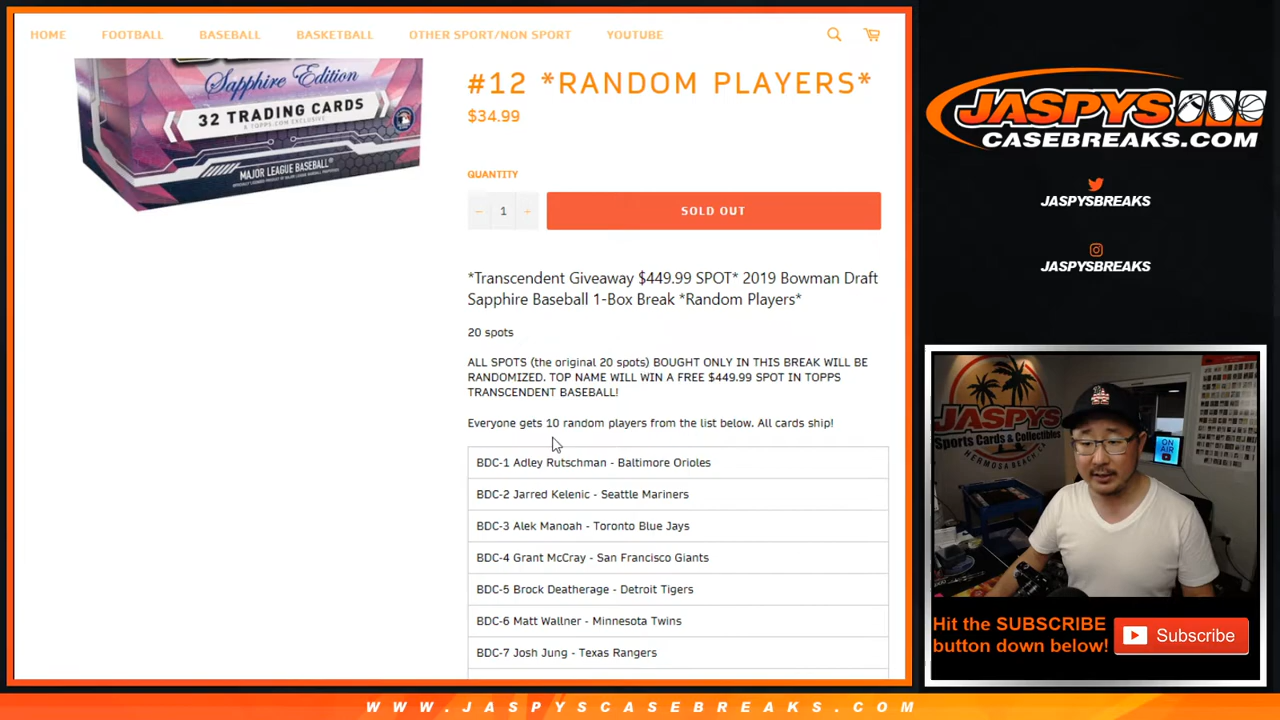 HOME FOOTBALL BASEBALL BASKETBALL OTHER SPORT/NON SPORT YOUTUBE
Sapphire Edition
32 TRADING CARDS
MAJOR LEAGUE BASEBALL
#12 *RANDOM PLAYERS*
$34.99
QUANTITY
− 1 + SOLD OUT
*Transcendent Giveaway $449.99 SPOT* 2019 Bowman Draft
Sapphire Baseball 1-Box Break *Random Players*
20 spots
ALL SPOTS (the original 20 spots) BOUGHT ONLY IN THIS BREAK WILL BE
RANDOMIZED. TOP NAME WILL WIN A FREE $449.99 SPOT IN TOPPS
TRANSCENDENT BASEBALL!
Everyone gets 10 random players from the list below. All cards ship!
BDC-1 Adley Rutschman - Baltimore Orioles
BDC-2 Jarred Kelenic - Seattle Mariners
BDC-3 Alek Manoah - Toronto Blue Jays
BDC-4 Grant McCray - San Francisco Giants
BDC-5 Brock Deatherage - Detroit Tigers
BDC-6 Matt Wallner - Minnesota Twins
BDC-7 Josh Jung - Texas Rangers
JASPYS
CASEBREAKS.COM
JASPYSBREAKS
JASPYSBREAKS
JASPYS
Sports Cards & Collectibles
HERMOSA BEACH, CA
ON AIR
Hit the SUBSCRIBE
button down below!
Subscribe
WWW.JASPYSCASEBREAKS.COM